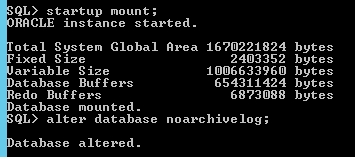 SQL> startup mount;
ORACLE instance started.
Total System Global Area 1670221824 bytes
Fixed Size 2403352 bytes
Variable Size 1006633960 bytes
Database Buffers 654311424 bytes
Redo Buffers 6873088 bytes
Database mounted.
SQL> alter database noarchivelog;
Database altered.